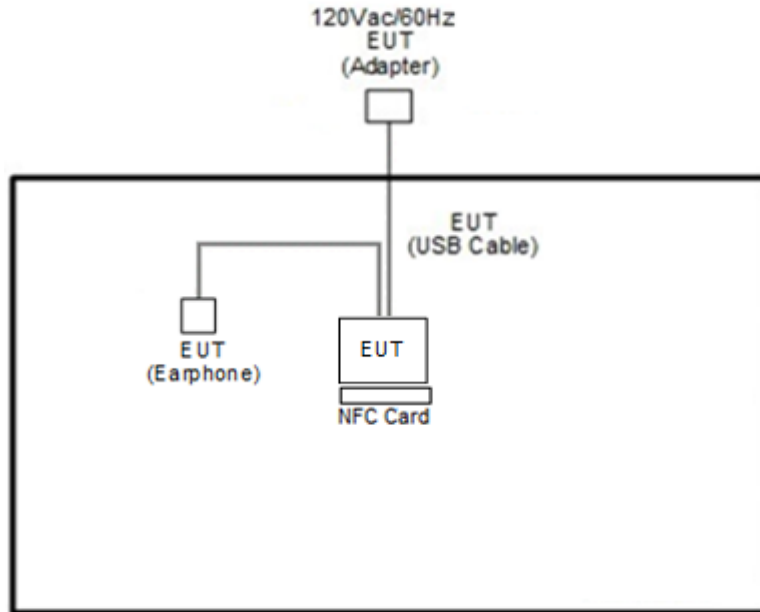 120Vac/60Hz
EUT
(Adapter)
EUT
(USB Cable)
EUT
(Earphone)
EUT
NFC Card